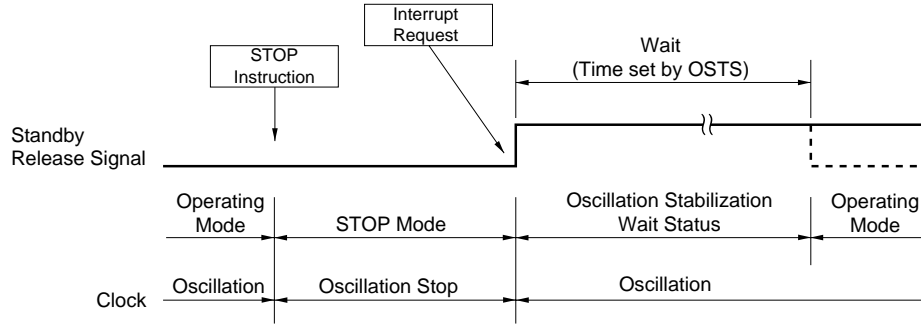 Interrupt
Request
STOP
Instruction
Wait
(Time set by OSTS)
Standby
Release Signal
Operating
Mode
STOP Mode
Oscillation Stabilization
Wait Status
Operating
Mode
Clock
Oscillation
Oscillation Stop
Oscillation